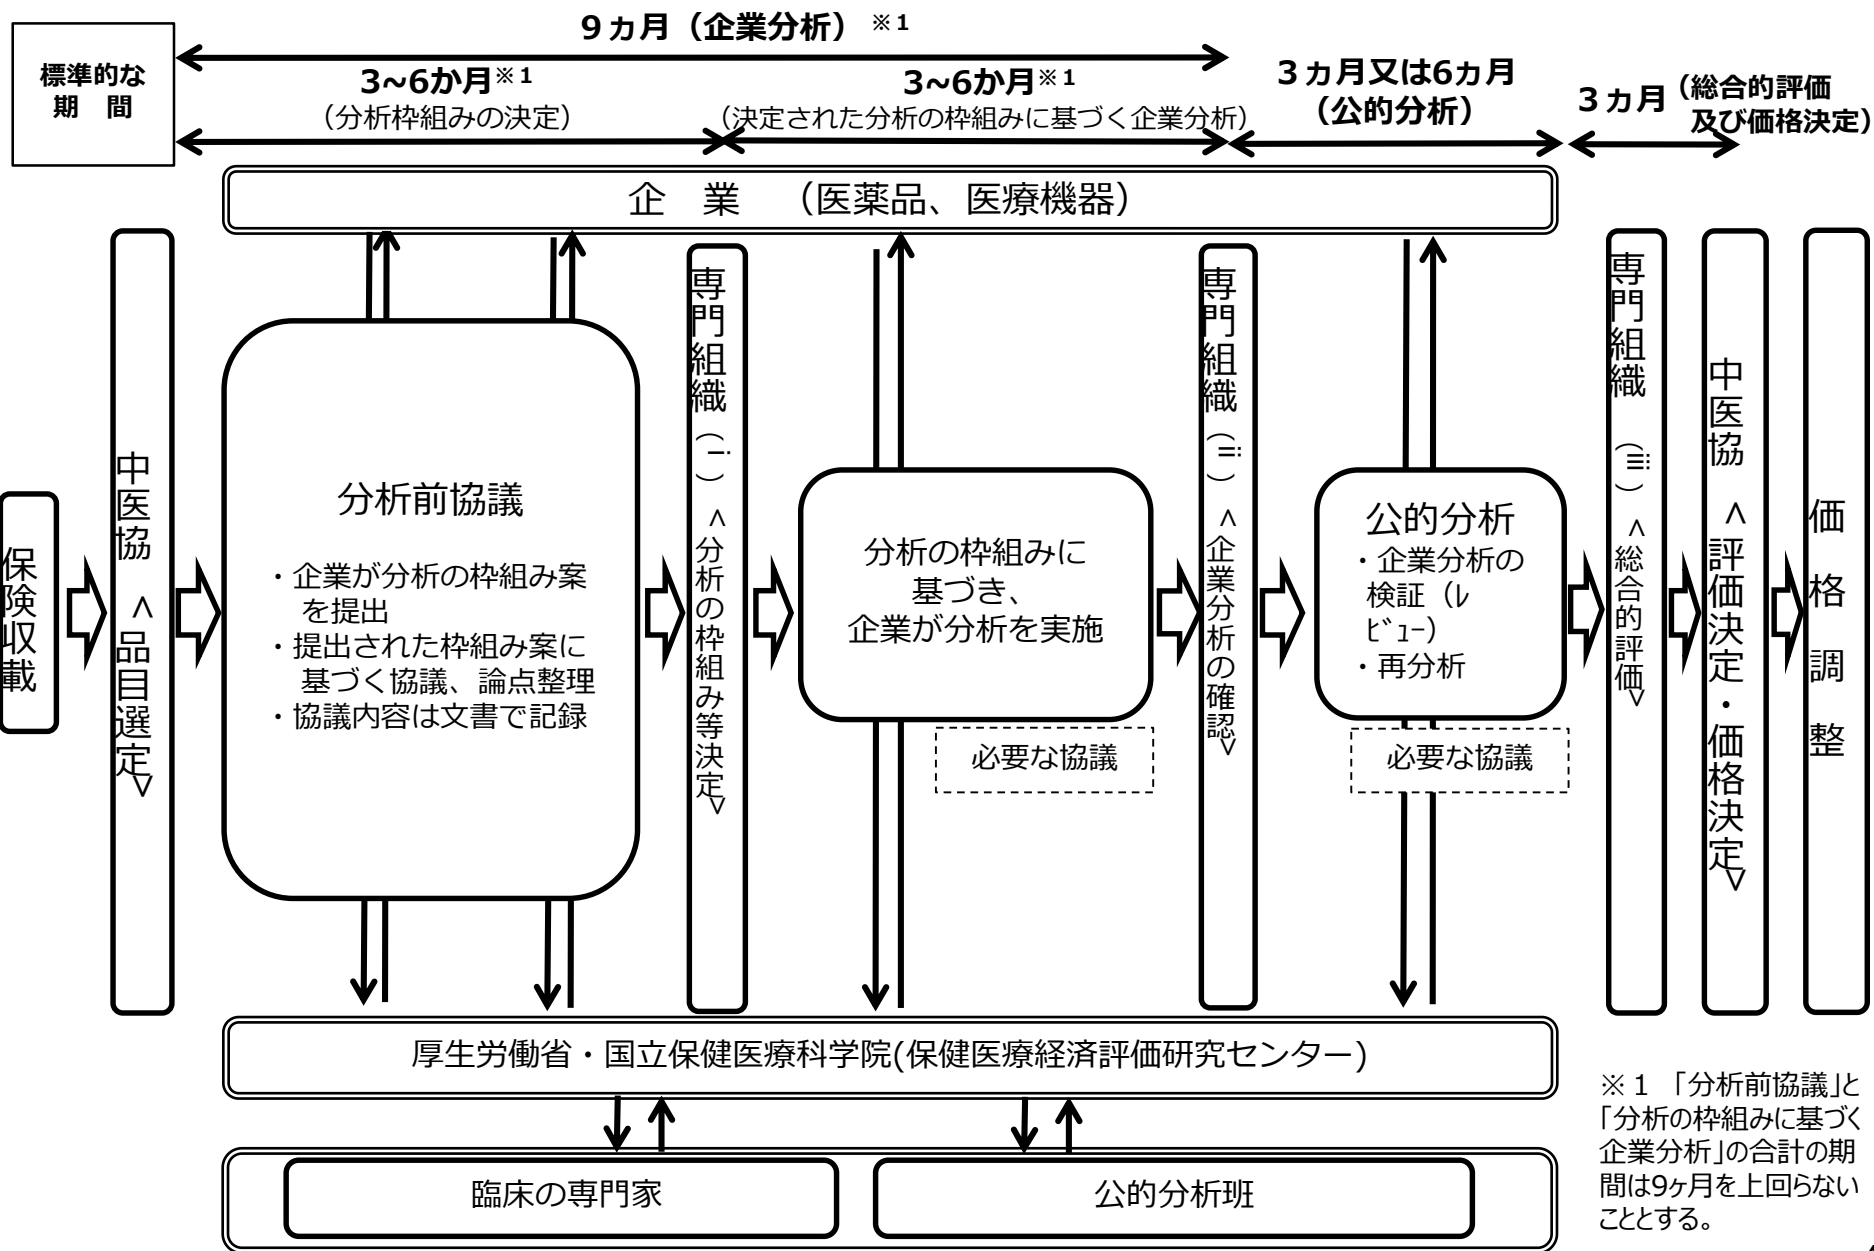 標準的な
期　間
９ヵ月（企業分析）※１
3~6か月※１
（分析枠組みの決定）
3~6か月※１
（決定された分析の枠組みに基づく企業分析）
３ヵ月又は6ヵ月
（公的分析）
３ヵ月（総合的評価
及び価格決定）
企　業　（医薬品、医療機器）
保険収載
中医協　<品目選定>
分析前協議
・企業が分析の枠組み案
を提出
・提出された枠組み案に
基づく協議、論点整理
・協議内容は文書で記録
専門組織（ⅰ）<分析の枠組み等決定>
分析の枠組みに
基づき、
企業が分析を実施
必要な協議
専門組織（ⅱ）<企業分析の確認>
公的分析
・企業分析の
検証（ﾚ
ﾋﾞｭｰ）
・再分析
必要な協議
専門組織　（ⅲ）<総合的評価>
中医協　<評価決定・価格決定>
価格調整
厚生労働省・国立保健医療科学院(保健医療経済評価研究センター)
臨床の専門家
公的分析班
※１　「分析前協議」と
「分析の枠組みに基づく
企業分析」の合計の期
間は9ヶ月を上回らない
こととする。